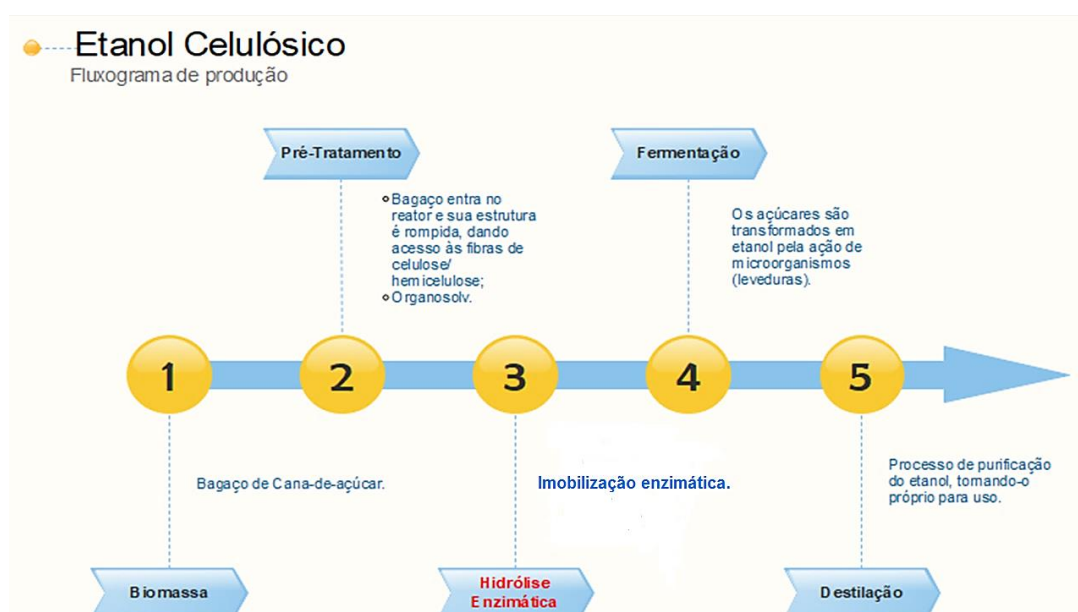 Etanol Celulósico
Fluxograma de produção
Pré-Tratamento
Bagaço entra no
reator e sua estrutura
é rompida, dando
acesso às fibras de
celulose/
hemicelulose;
Organosolv.
Fermentação
Os açúcares são
transformados em
etanol pela ação de
microorganismos
(leveduras).
1
2
3
4
5
Bagaço de Cana-de-açúcar.
Imobilização enzimática.
Processo de purificação
do etanol, tornando-o
próprio para uso.
Biomassa
Hidrólise
Enzimática
Destilação